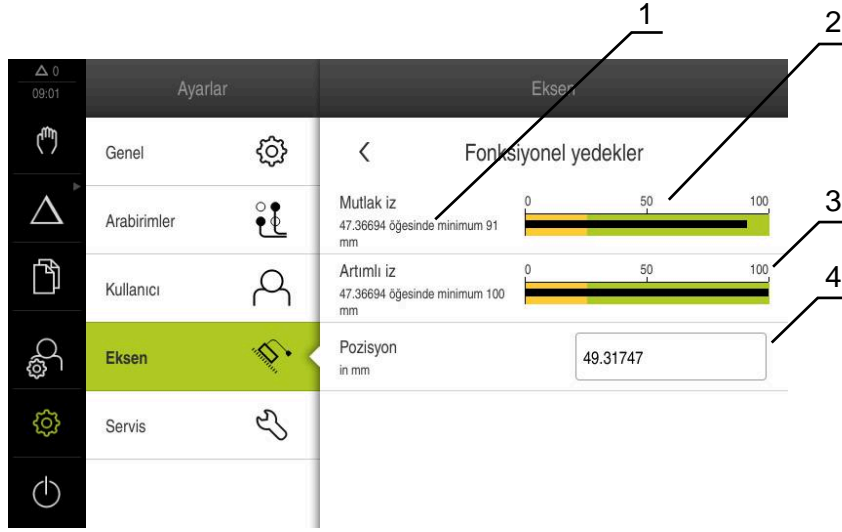 1
2
△ 0
09:01
Ayarlar
Eksen
Genel
Fonksiyonel yedekler
Mutlak iz
47.36694 öğesinde minimum 91
mm
0 50 100
Arabirimler
3
Artımlı iz
47.36694 öğesinde minimum 100
mm
0 50 100
Kullanıcı
4
Eksen
Pozisyon
in mm
49.31747
Servis